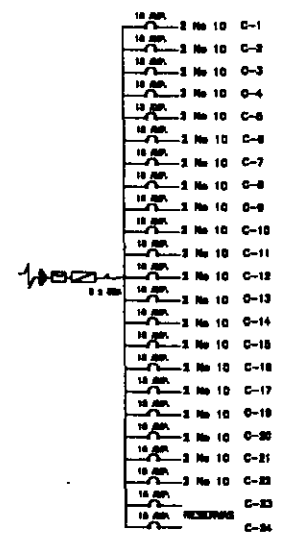 15 AMP. 2 No 10 C-1
15 AMP. 2 No 10 C-2
15 AMP. 2 No 10 C-3
15 AMP. 2 No 10 C-4
15 AMP. 2 No 10 C-5
15 AMP. 2 No 10 C-6
15 AMP. 2 No 10 C-7
15 AMP. 2 No 10 C-8
15 AMP. 2 No 10 C-9
15 AMP. 2 No 10 C-10
15 AMP. 2 No 10 C-11
15 AMP. 2 No 10 C-12
15 AMP. 2 No 10 C-13
15 AMP. 2 No 10 C-14
15 AMP. 2 No 10 C-15
15 AMP. 2 No 10 C-16
15 AMP. 2 No 10 C-17
15 AMP. 2 No 10 C-18
15 AMP. 2 No 10 C-20
15 AMP. 2 No 10 C-21
15 AMP. 2 No 10 C-22
15 AMP. C-23
RESERVAS
15 AMP. C-24